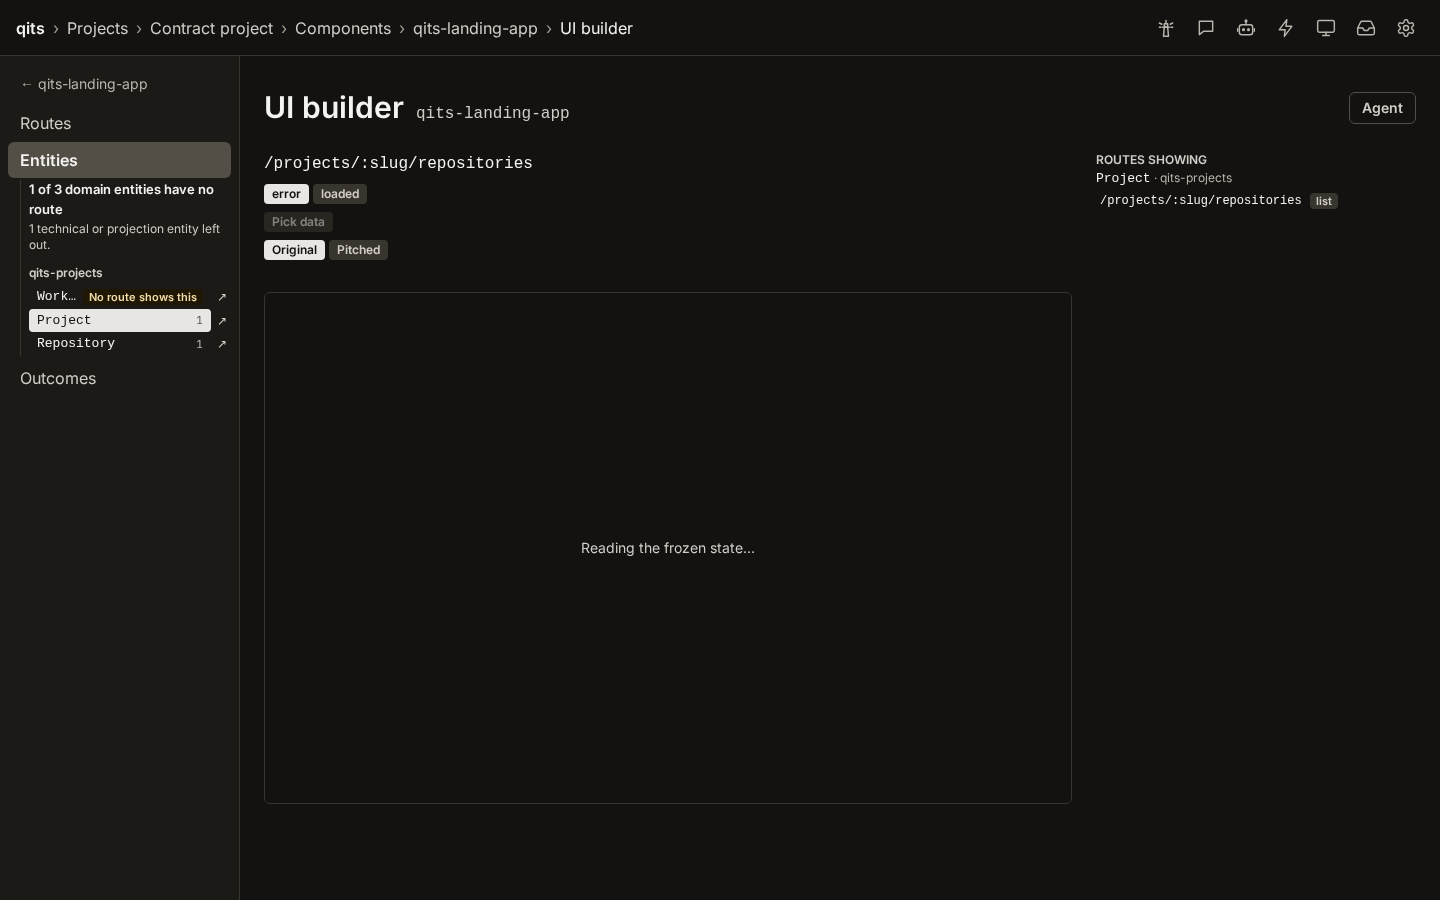 qits › Projects › Contract project › Components › qits-landing-app › UI builder
← qits-landing-app
Routes
Entities
1 of 3 domain entities have no
route
1 technical or projection entity left
out.
qits-projects
Work… No route shows this ↗
Project 1 ↗
Repository 1 ↗
Outcomes
UI builder qits-landing-app
Agent
/projects/:slug/repositories
error loaded
Pick data
Original Pitched
Reading the frozen state…
ROUTES SHOWING
Project · qits-projects
/projects/:slug/repositories list